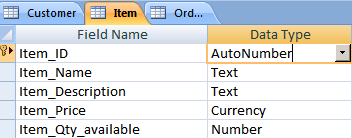 Customer Item Ord...
Field Name Data Type
Item_ID AutoNumber
Item_Name Text
Item_Description Text
Item_Price Currency
Item_Qty_available Number